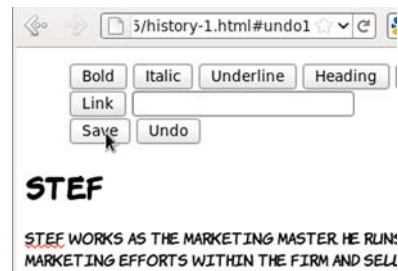 5/history-1.html#undo1
Bold Italic Underline Heading
Link
Save Undo
STEF
STEF WORKS AS THE MARKETING MASTER. HE RUNS
MARKETING EFFORTS WITHIN THE FIRM AND SELL